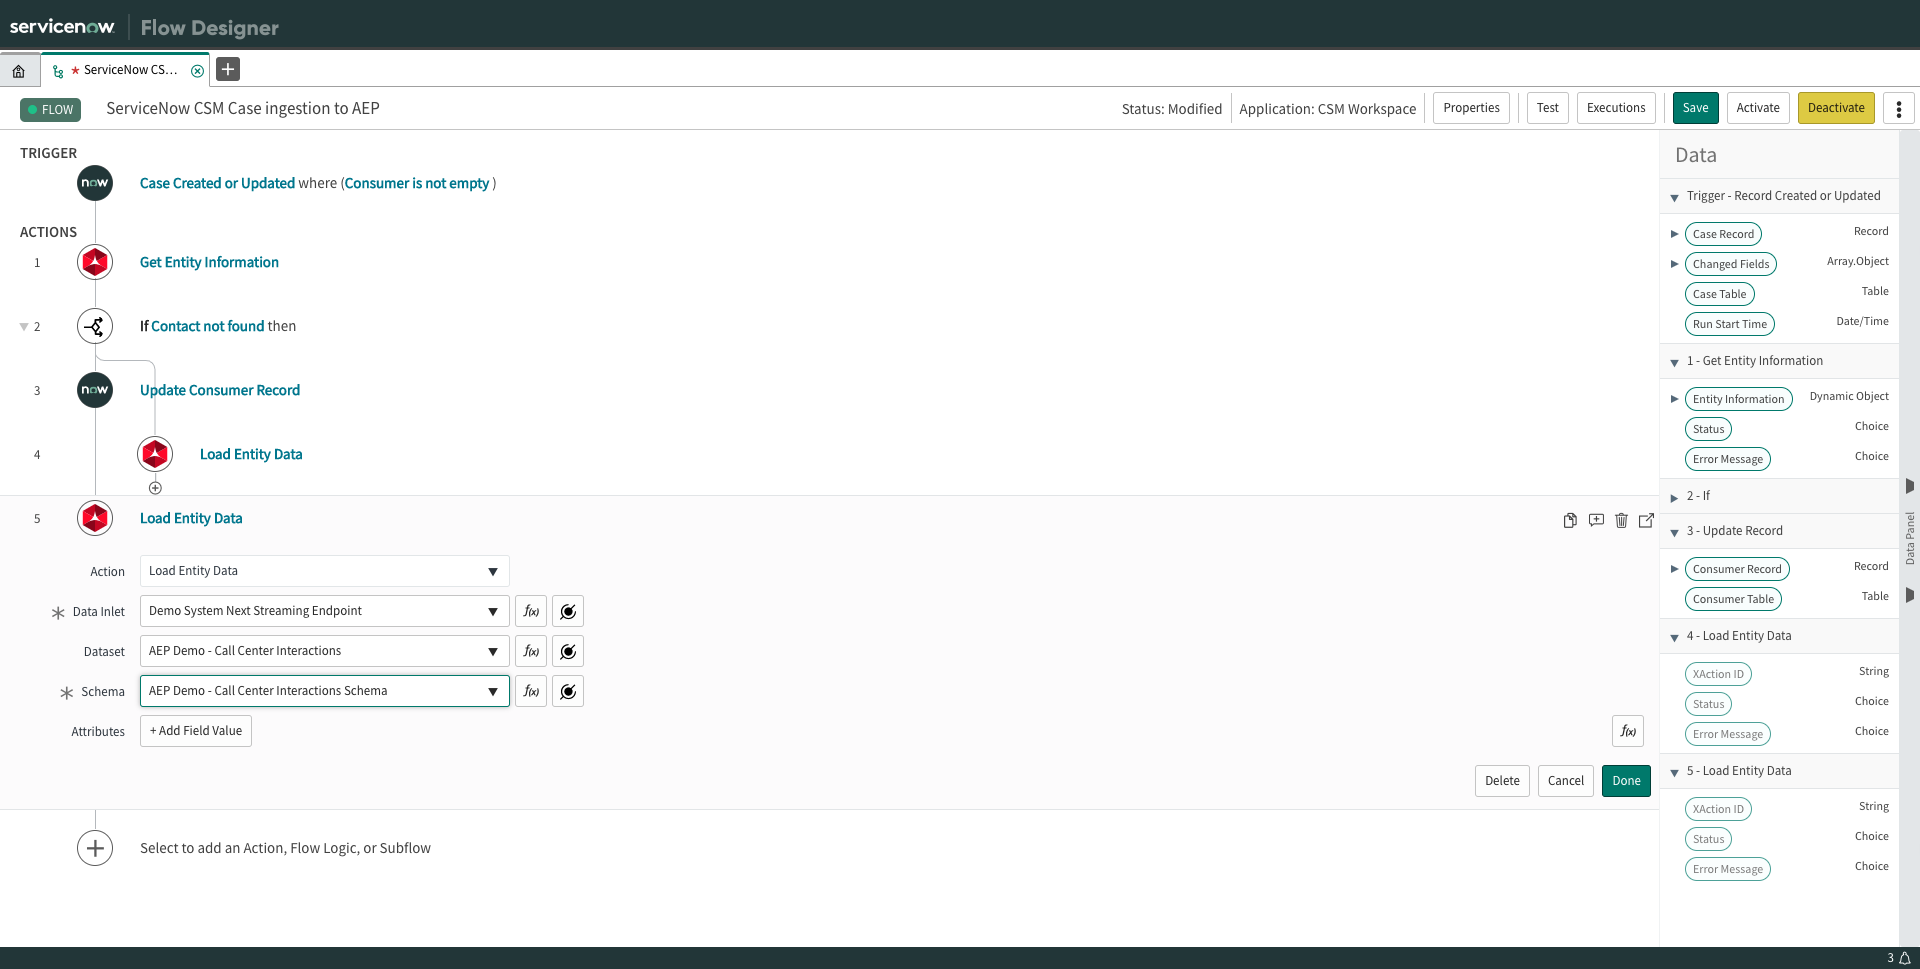 servicenow Flow Designer
ServiceNow CS...
FLOW ServiceNow CSM Case ingestion to AEP Status: Modified Application: CSM Workspace Properties Test Executions Save Activate Deactivate
TRIGGER
now Case Created or Updated where (Consumer is not empty )
ACTIONS
1 Get Entity Information
2 If Contact not found then
3 now Update Consumer Record
4 Load Entity Data
5 Load Entity Data
Action Load Entity Data
Data Inlet Demo System Next Streaming Endpoint f(x)
Dataset AEP Demo - Call Center Interactions f(x)
Schema AEP Demo - Call Center Interactions Schema f(x)
Attributes + Add Field Value f(x)
Delete Cancel Done
Select to add an Action, Flow Logic, or Subflow
Data
Trigger - Record Created or Updated
Case Record Record
Changed Fields Array.Object
Case Table Table
Run Start Time Date/Time
1 - Get Entity Information
Entity Information Dynamic Object
Status Choice
Error Message Choice
2 - If
3 - Update Record
Consumer Record Record
Consumer Table Table
4 - Load Entity Data
XAction ID String
Status Choice
Error Message Choice
5 - Load Entity Data
XAction ID String
Status Choice
Error Message Choice
Data Panel
3